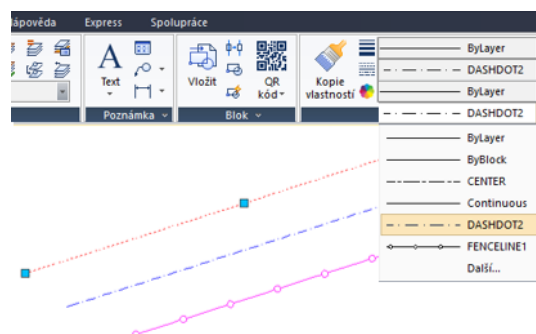 ápověda Express Spolupráce
Text
Vložit
QR kód
Kopie vlastností
Poznámka
Blok
ByLayer
DASHDOT2
ByLayer
DASHDOT2
ByLayer
ByBlock
CENTER
Continuous
DASHDOT2
FENCELINE1
Další...